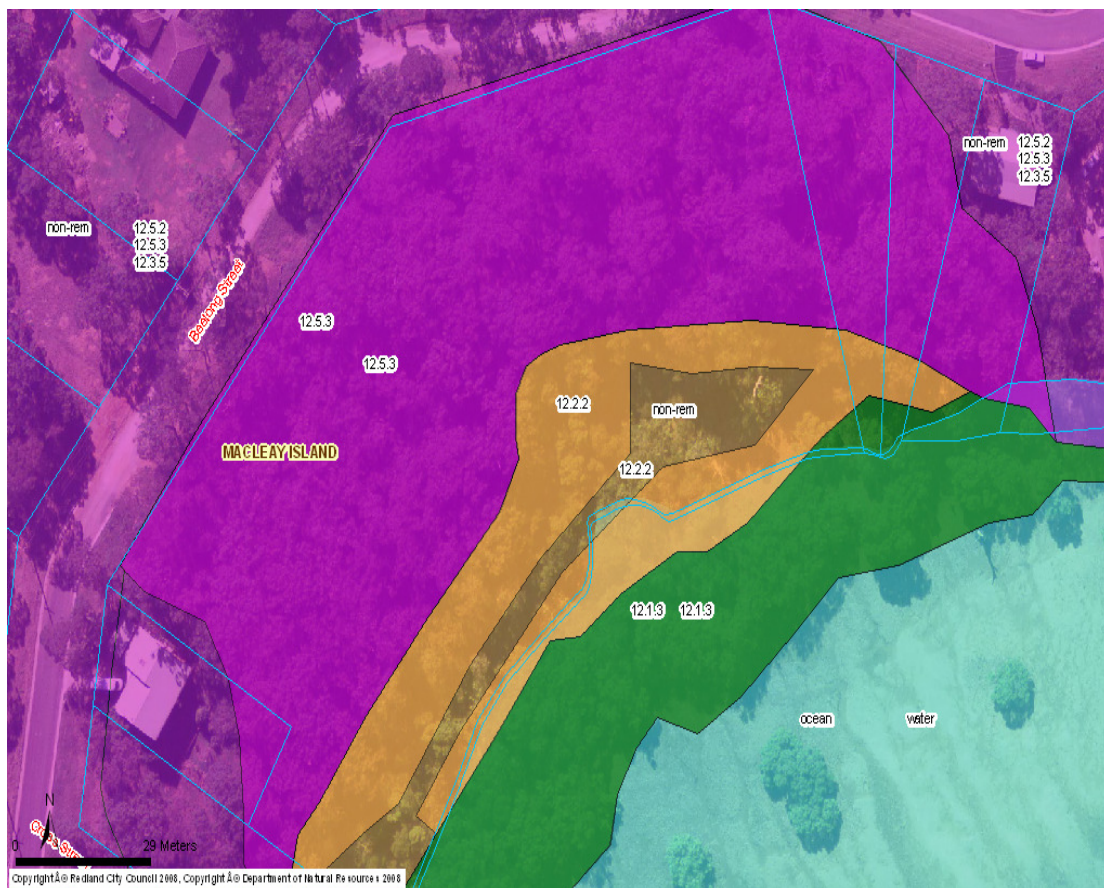 non-rem 12.5.2
12.5.3
12.3.5
non-rem
12.5.2
12.5.3
12.3.5
Beelong Street
12.5.3
12.5.3
12.2.2
non-rem
MACLEAY ISLAND
12.2.2
12.1.3 12.1.3
ocean water
N
0 29 Meters
Copyright Â© Redland City Council 2008, Copyright Â© Department of Natural Resources 2008